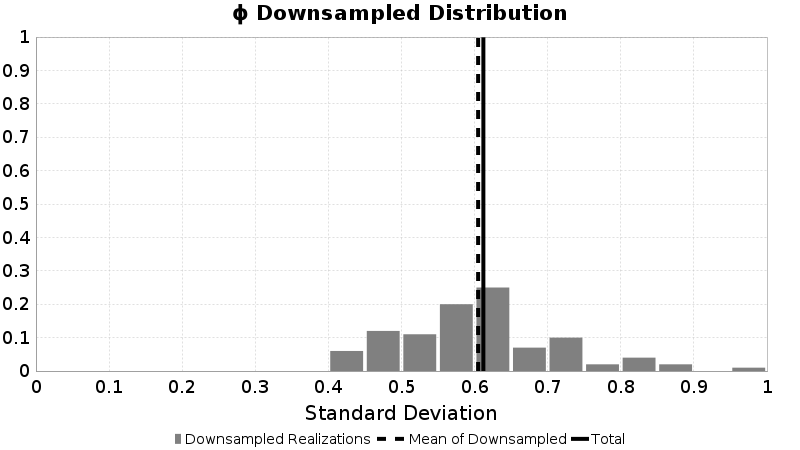 ϕ Downsampled Distribution
1
0.9
0.8
0.7
0.6
0.5
0.4
0.3
0.2
0.1
0
0 0.1 0.2 0.3 0.4 0.5 0.6 0.7 0.8 0.9 1
Standard Deviation
Downsampled Realizations Mean of Downsampled Total